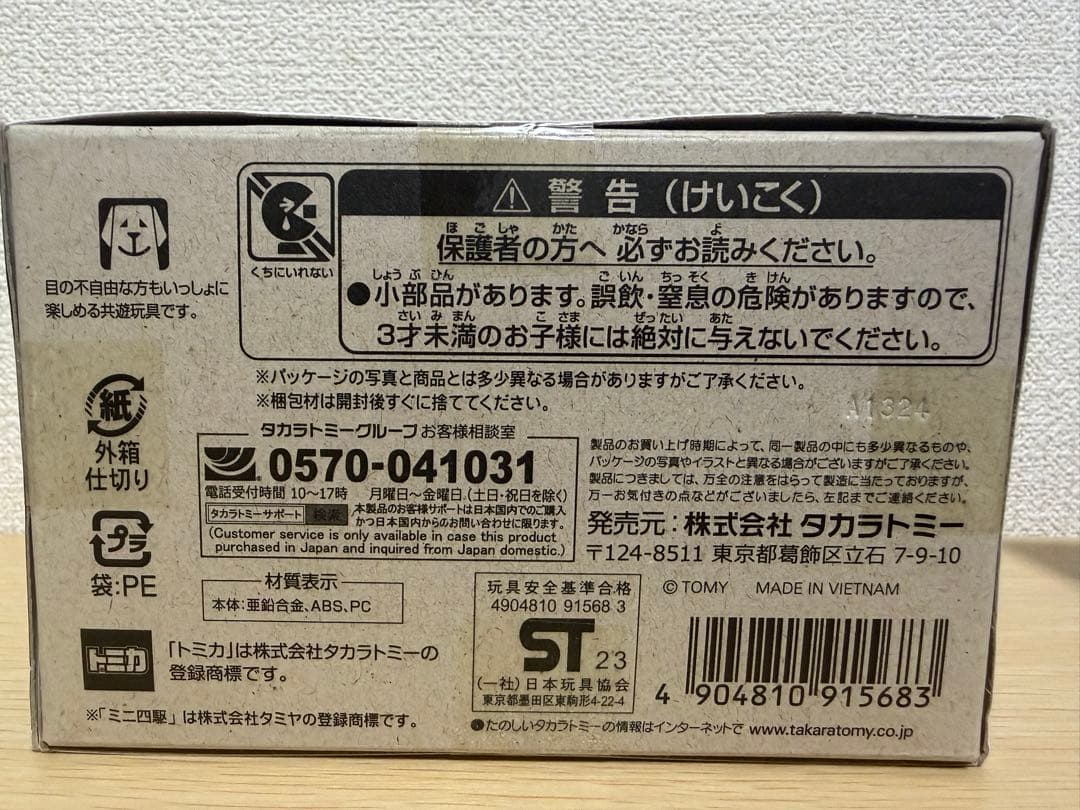 警告（けいこく）
くちにいれない
保護者の方へ 必ずお読みください。
ほごしゃ かた かなら よ
●小部品があります。誤飲・窒息の危険がありますので、
しょうぶひん ごいん ちっそく きけん
3才未満のお子様には絶対に与えないでください。
さいみまん こさま ぜったい あた
目の不自由な方もいっしょに
楽しめる共遊玩具です。
※パッケージの写真と商品とは多少異なる場合がありますがご了承ください。
※梱包材は開封後すぐに捨ててください。
A1324
紙
外箱
仕切り
プラ
袋:PE
タカラトミーグループ お客様相談室
0570-041031
電話受付時間 10～17時 月曜日～金曜日（土・祝日を除く）
タカラトミーサポート 検索
本製品のお客様サポートは日本国内でのご購入
かつ日本国内からのお問い合わせに限ります。
(Customer service is only available in case this product
purchased in Japan and inquired from Japan domestic.)
製品のお買い上げ時期によって、同一製品の中にも多少異なるものや、
パッケージの写真やイラストと異なる場合がございますがご了承ください。
製品につきましては、万全の注意をはらって製造に当たっておりますが、
万一お気付きの点などがございましたら、左記までご連絡ください。
発売元：株式会社 タカラトミー
〒124-8511 東京都葛飾区立石 7-9-10
©TOMY MADE IN VIETNAM
材質表示
本体：亜鉛合金、ABS、PC
トミカ
「トミカ」は株式会社タカラトミーの
登録商標です。
※「ミニ四駆」は株式会社タミヤの登録商標です。
玩具安全基準合格
4904810 91568 3
ST 23
(一社)日本玩具協会
東京都墨田区東駒形4-22-4
4 904810 915683
●たのしいタカラトミーの情報はインターネットで www.takaratomy.co.jp